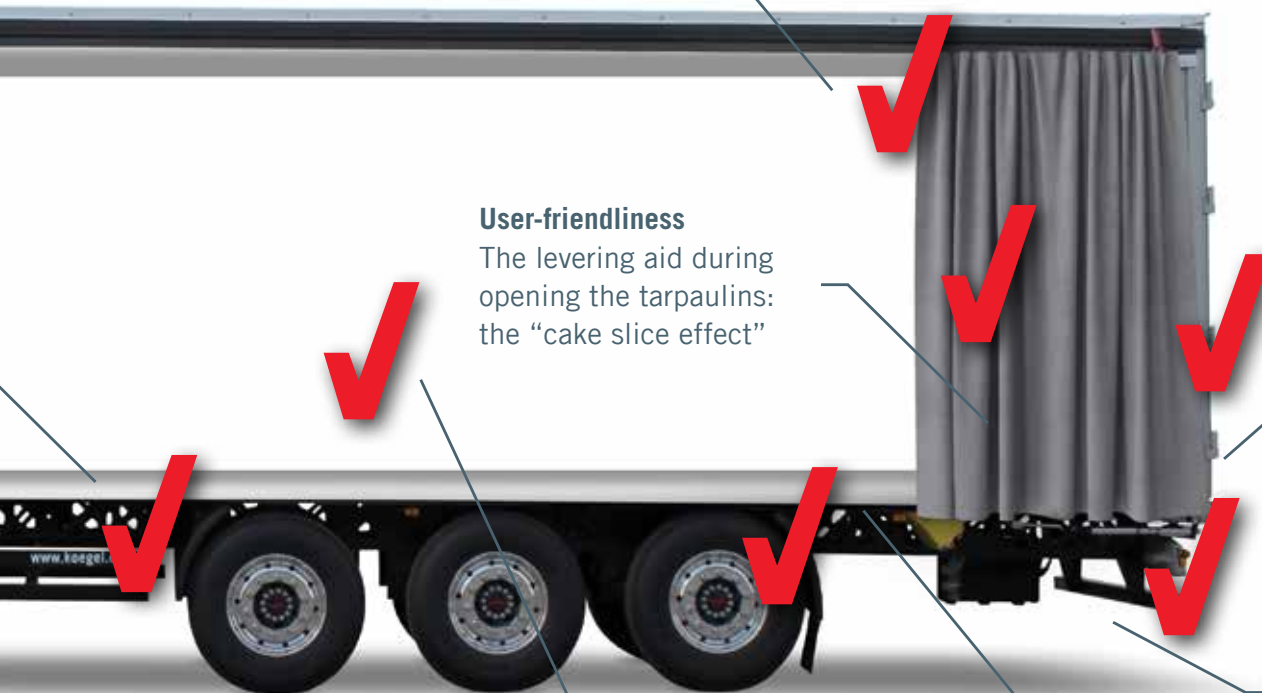 User-friendliness
The levering aid during
opening the tarpaulins:
the “cake slice effect”
www.koegel.